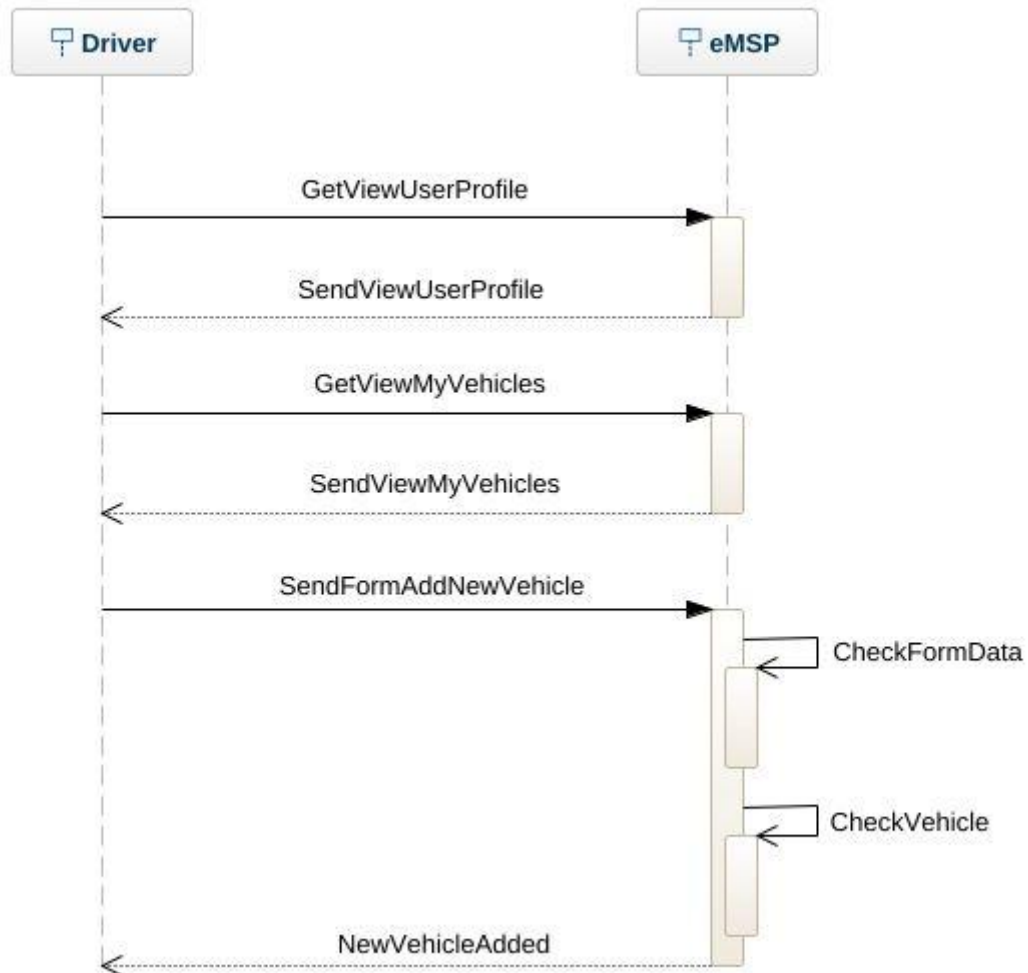 Driver
eMSP
GetViewUserProfile
SendViewUserProfile
GetViewMyVehicles
SendViewMyVehicles
SendFormAddNewVehicle
CheckFormData
CheckVehicle
NewVehicleAdded